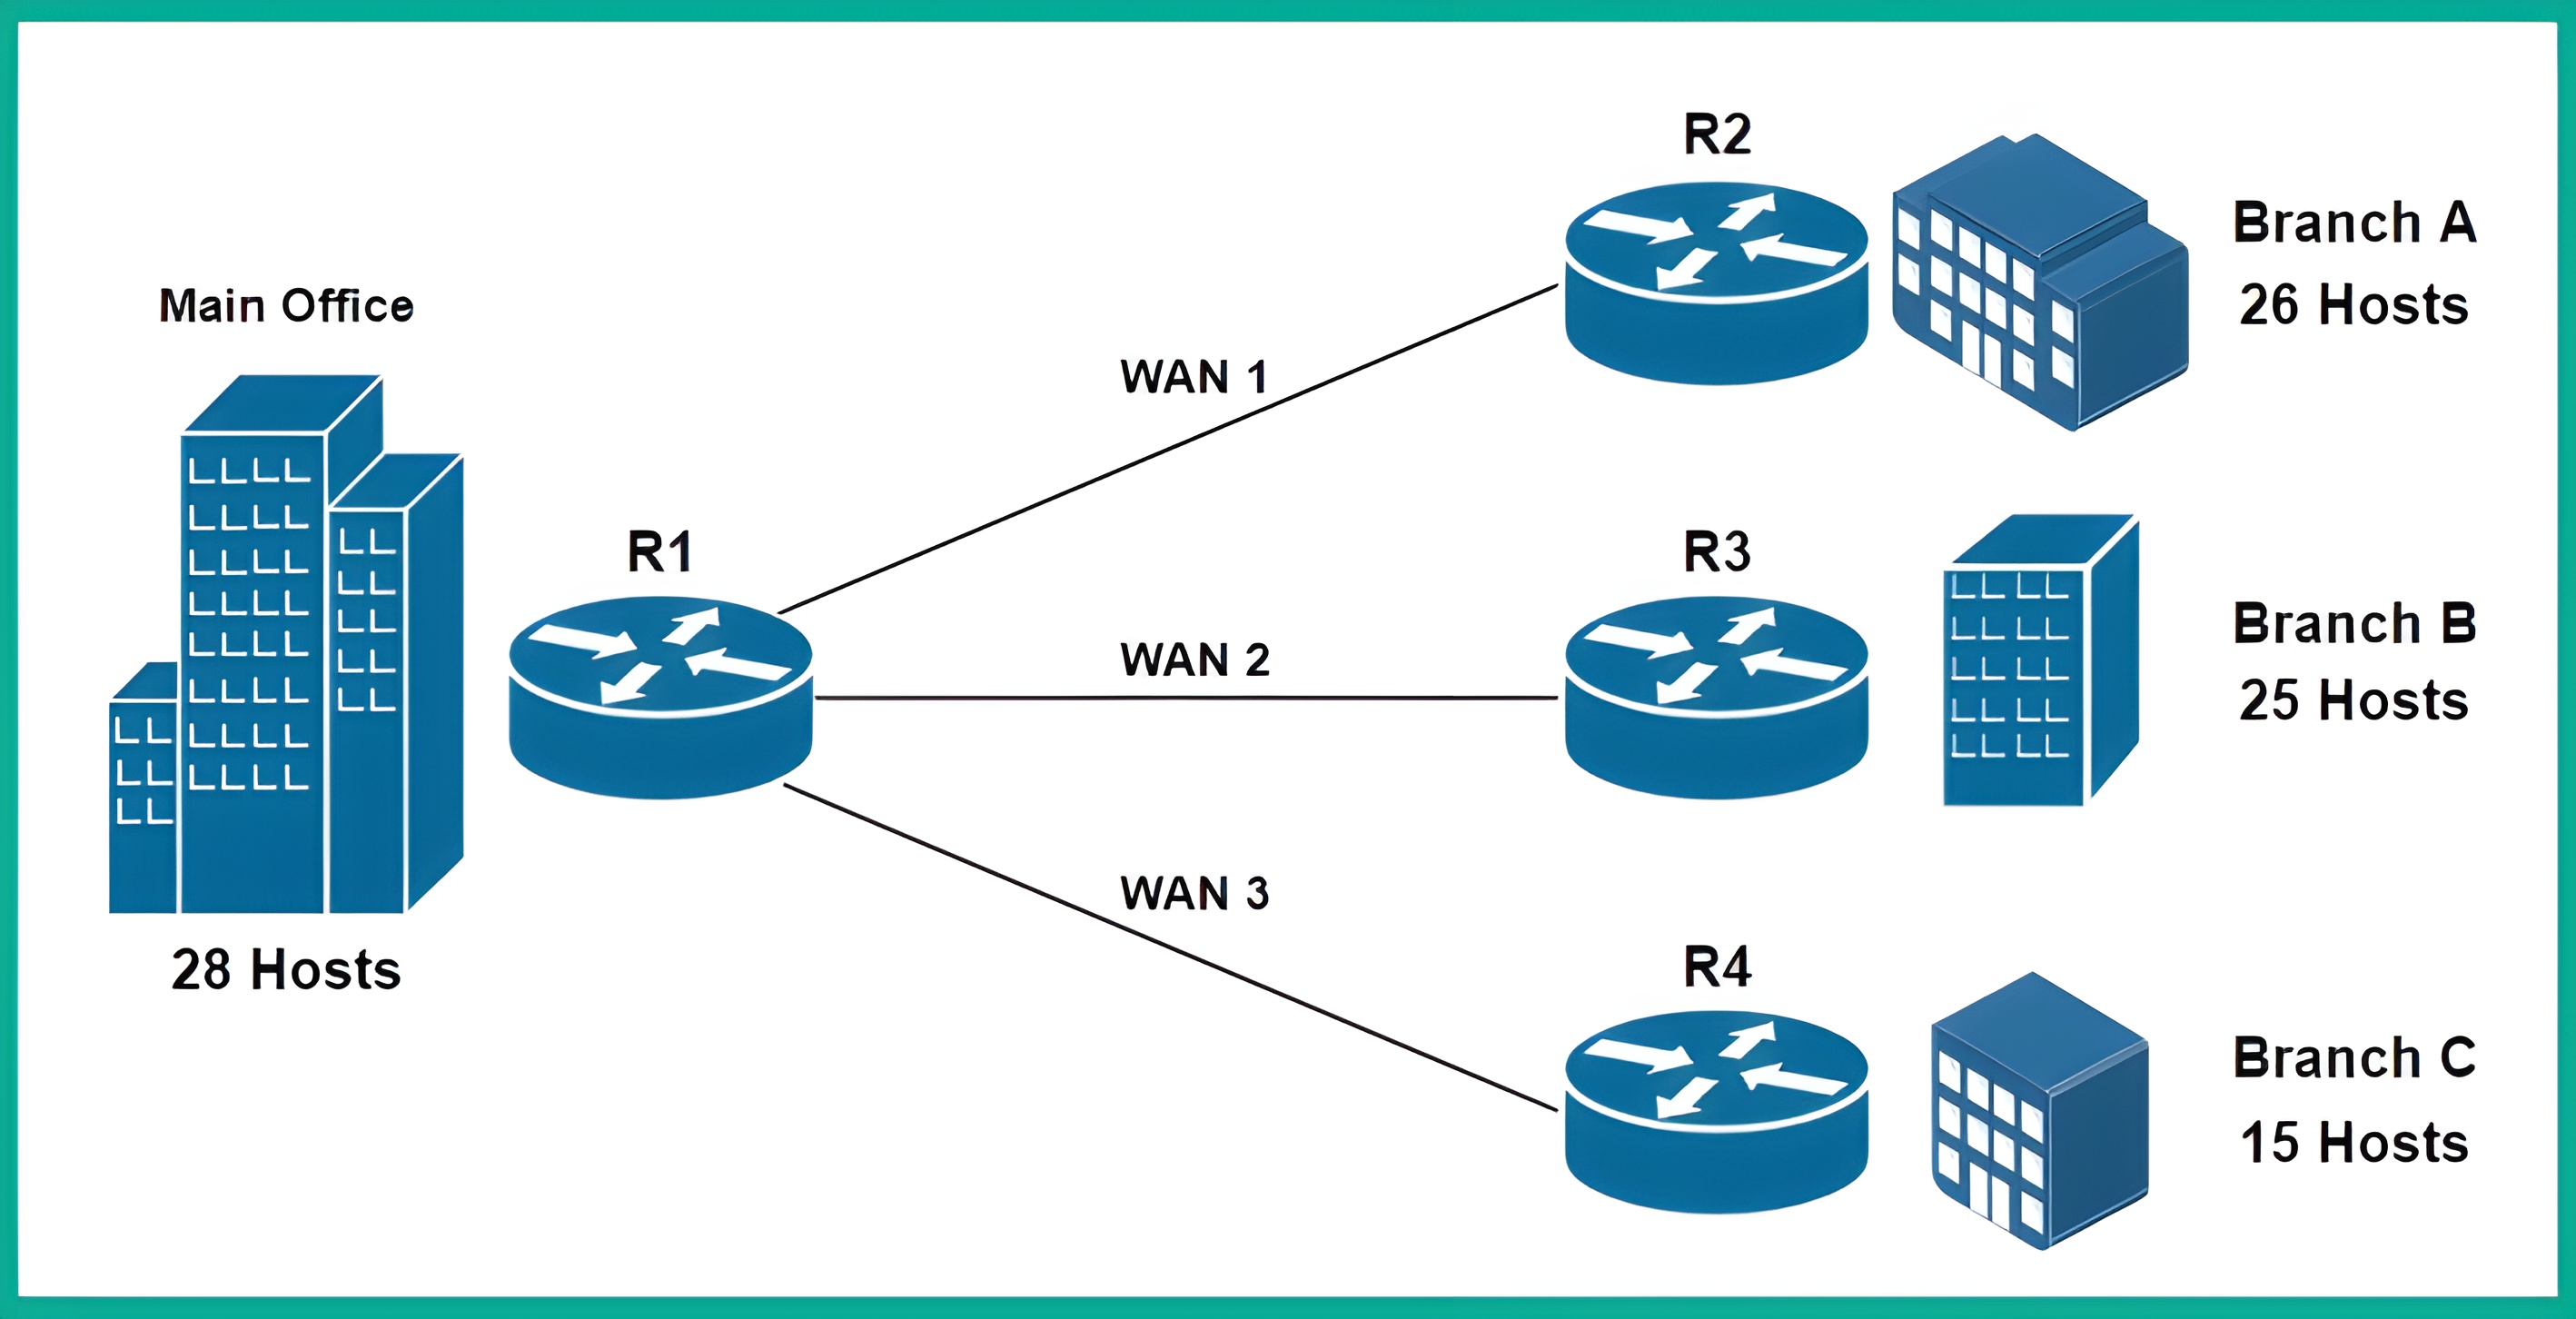 Main Office
28 Hosts
R1
WAN 1
WAN 2
WAN 3
R2
Branch A
26 Hosts
R3
Branch B
25 Hosts
R4
Branch C
15 Hosts